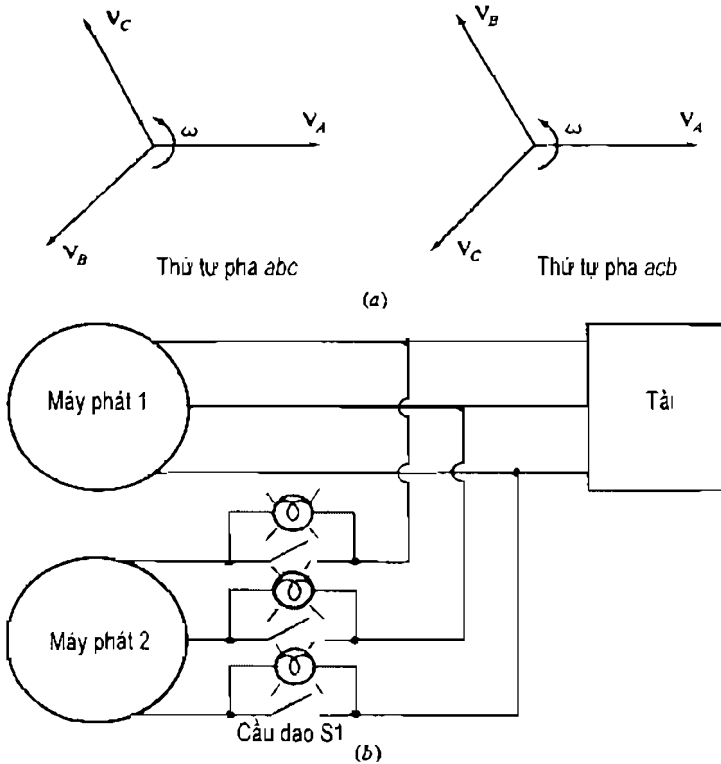 V_C
ω
V_A
V_B
Thứ tự pha abc
V_B
ω
V_A
V_C
Thứ tự pha acb
(a)
Máy phát 1
Tải
Máy phát 2
Cầu dao S1
(b)